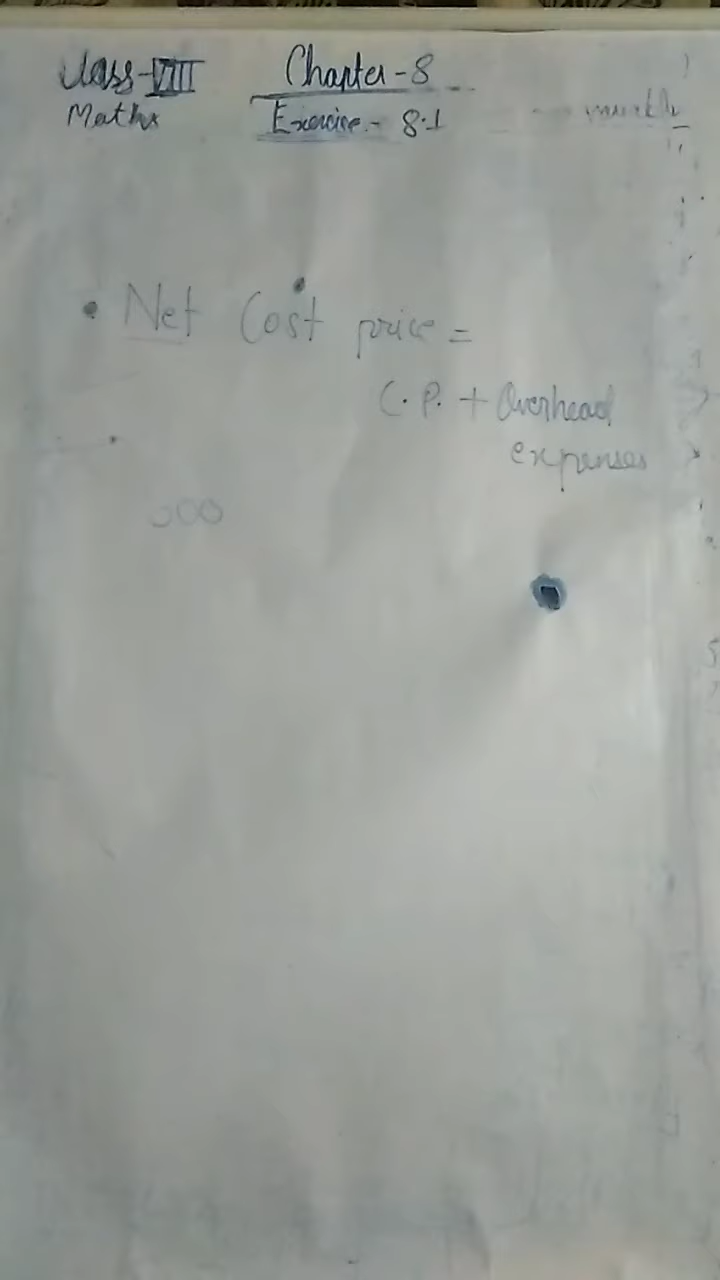 Class-VIII Chapter-8
Maths Exercise- 8.1
• Net Cost price =
C.P. + Overhead
expenses